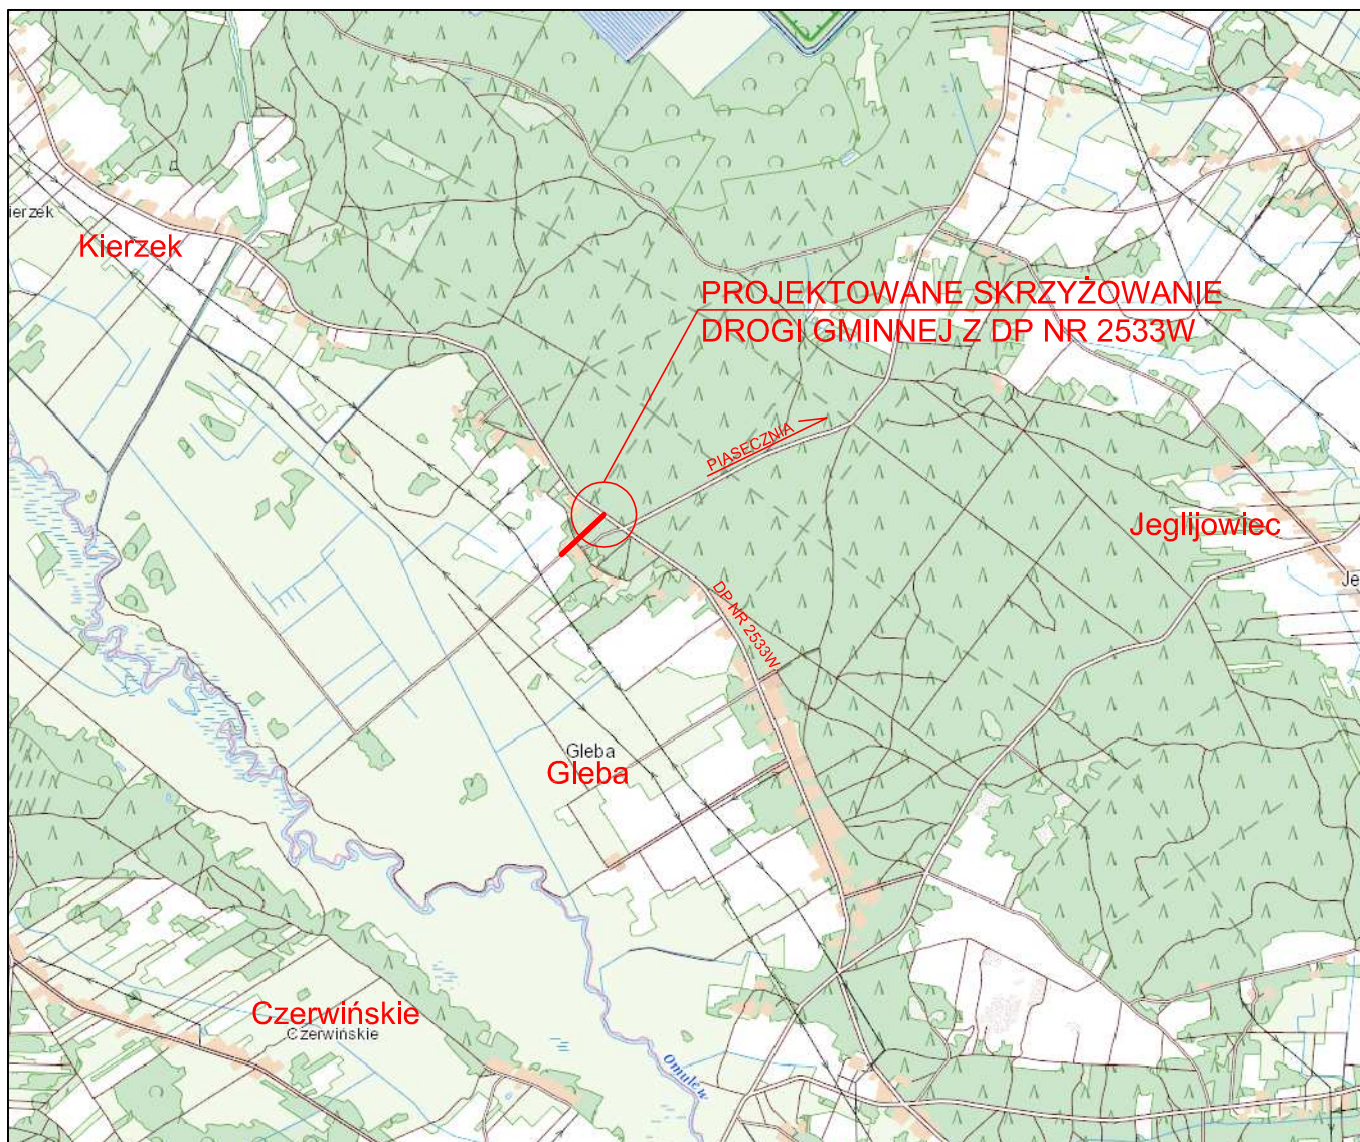 ierzek
Kierzek
PROJEKTOWANE SKRZYŻOWANIE
DROGI GMINNEJ Z DP NR 2533W
PIASECZNIA
Jeglijowiec
Je
DP NR 2533W
Gleba
Gleba
Czerwińskie
Czerwińskie
Omulew